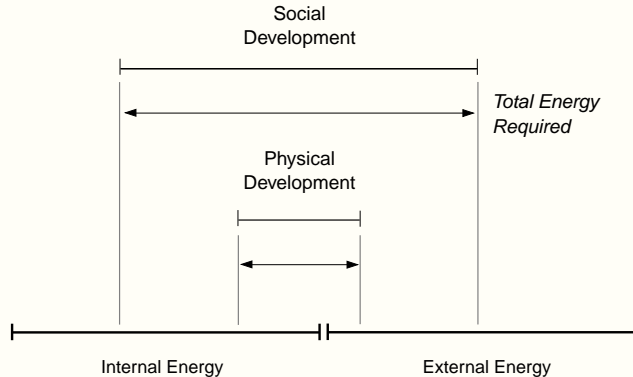 Social
Development
Total Energy
Required
Physical
Development
Internal Energy
External Energy